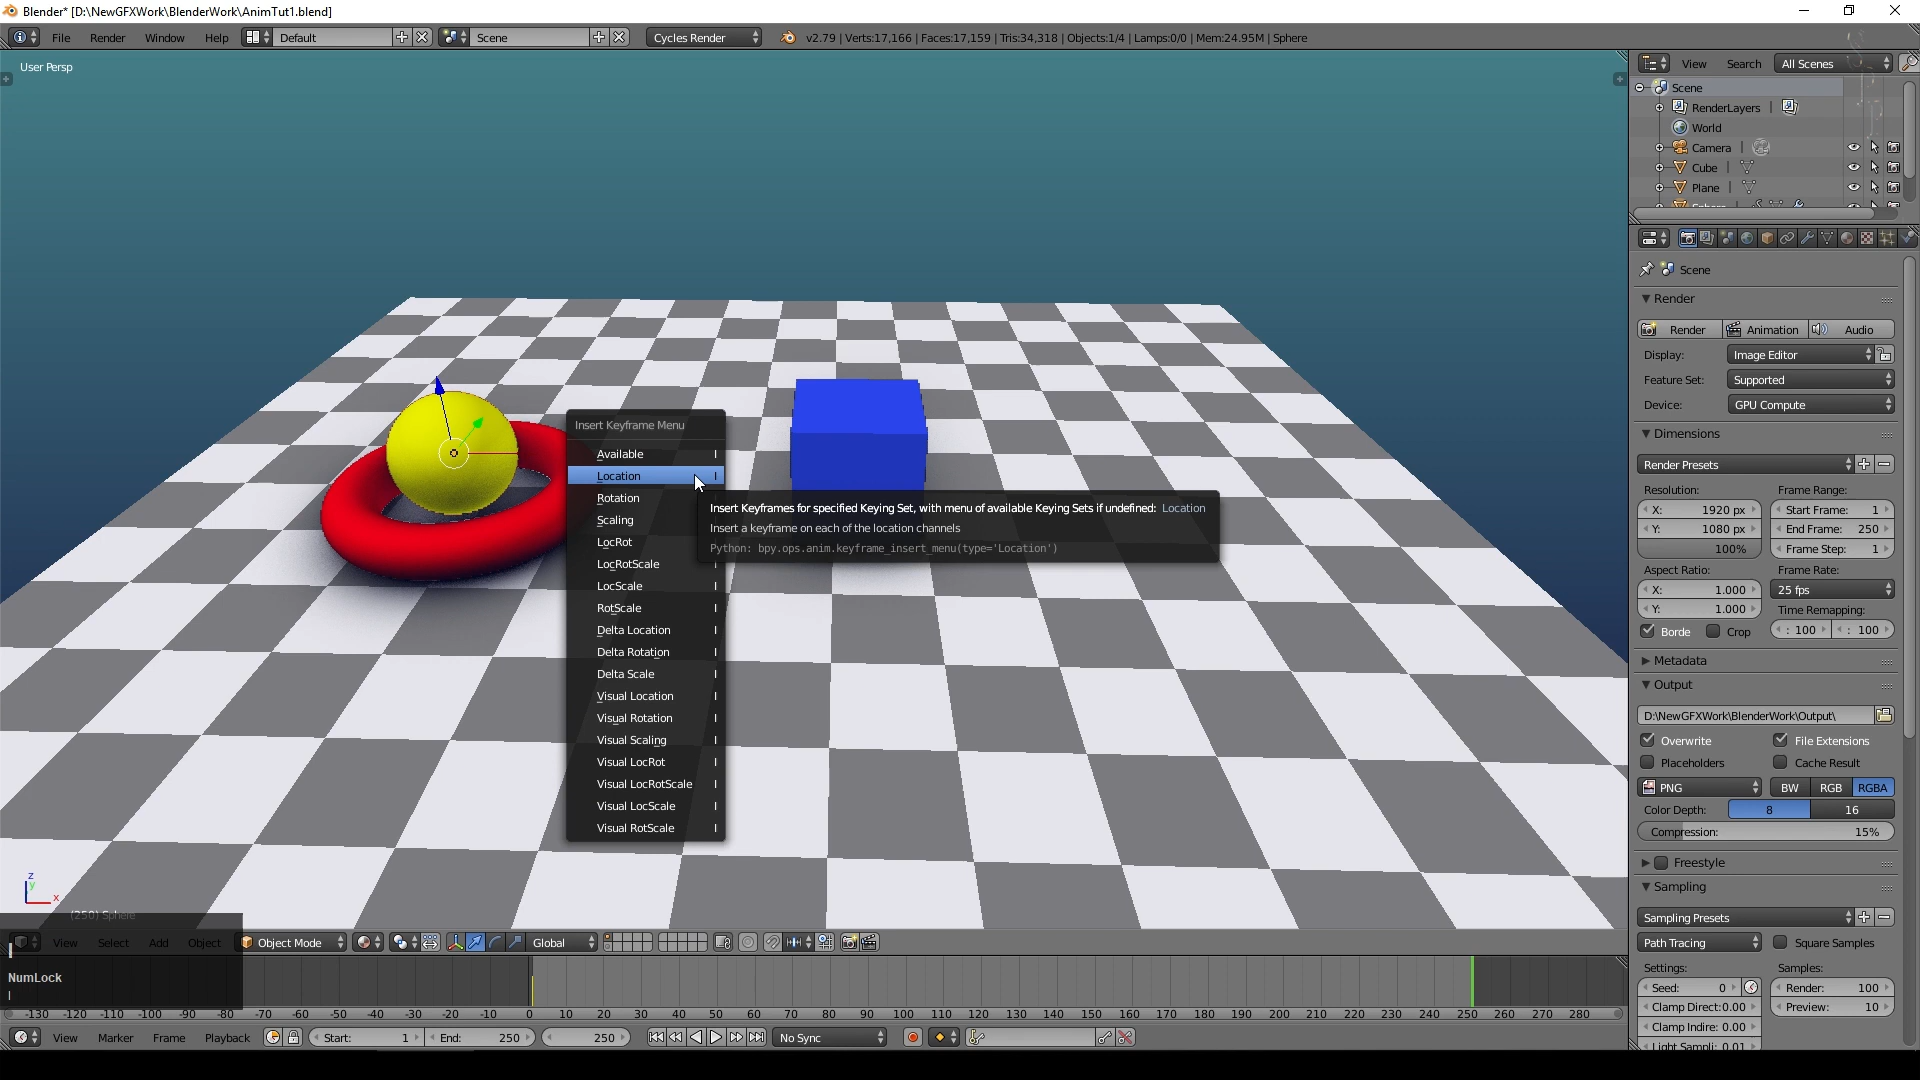 Blender* [D:\NewGFXWork\BlenderWork\AnimTut1.blend]
File Render Window Help Default Scene Cycles Render v2.79 | Verts:17,166 | Faces:17,159 | Tris:34,318 | Objects:1/4 | Lamps:0/0 | Mem:24.95M | Sphere
User Persp
View Search All Scenes
Scene
RenderLayers
World
Camera
Cube
Plane
Scene
Render
Render Animation Audio
Display: Image Editor
Feature Set: Supported
Device: GPU Compute
Dimensions
Render Presets
Resolution: Frame Range:
X: 1920 px Start Frame: 1
Y: 1080 px End Frame: 250
100% Frame Step: 1
Aspect Ratio: Frame Rate:
X: 1.000 25 fps
Y: 1.000 Time Remapping:
Borde Crop : 100 : 100
Metadata
Output
D:\NewGFXWork\BlenderWork\Output\
Overwrite File Extensions
Placeholders Cache Result
PNG BW RGB RGBA
Color Depth: 8 16
Compression: 15%
Freestyle
Sampling
Sampling Presets
Path Tracing Square Samples
Settings: Samples:
Seed: 0 Render: 100
Clamp Direct:0.00 Preview: 10
Clamp Indire: 0.00
Light Sampli: 0.01
Insert Keyframe Menu
Available I
Location I
Rotation
Scaling
LocRot
LocRotScale I
LocScale I
RotScale I
Delta Location I
Delta Rotation I
Delta Scale I
Visual Location I
Visual Rotation I
Visual Scaling I
Visual LocRot I
Visual LocRotScale I
Visual LocScale I
Visual RotScale I
Insert Keyframes for specified Keying Set, with menu of available Keying Sets if undefined: Location
Insert a keyframe on each of the location channels
Python: bpy.ops.anim.keyframe_insert_menu(type='Location')
z
y
x
(250) Sphere
View Select Add Object Object Mode Global
I
NumLock
I
-130 -120 -110 -100 -90 -80 -70 -60 -50 -40 -30 -20 -10 0 10 20 30 40 50 60 70 80 90 100 110 120 130 140 150 160 170 180 190 200 210 220 230 240 250 260 270 280
View Marker Frame Playback Start: 1 End: 250 250 No Sync